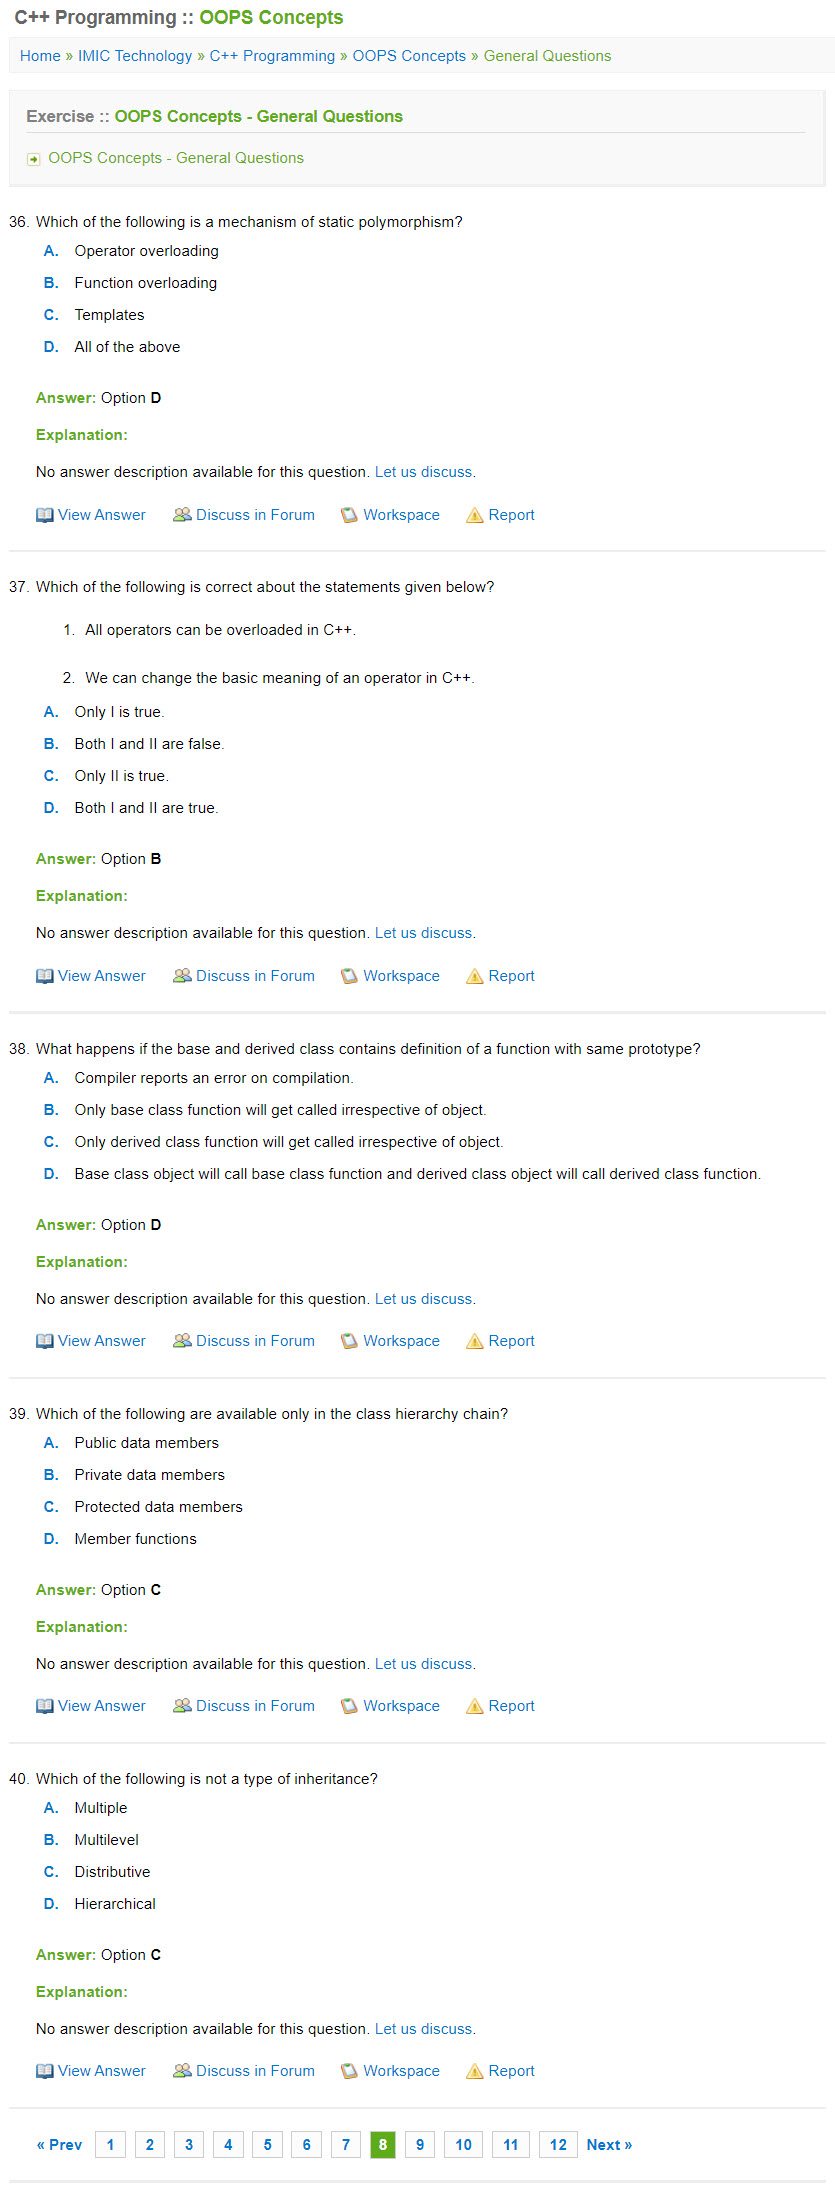 C++ Programming :: OOPS Concepts
Home » IMIC Technology » C++ Programming » OOPS Concepts » General Questions
Exercise :: OOPS Concepts - General Questions
OOPS Concepts - General Questions
36. Which of the following is a mechanism of static polymorphism?
A. Operator overloading
B. Function overloading
C. Templates
D. All of the above
Answer: Option D
Explanation:
No answer description available for this question. Let us discuss.
View Answer Discuss in Forum Workspace Report
37. Which of the following is correct about the statements given below?
1. All operators can be overloaded in C++.
2. We can change the basic meaning of an operator in C++.
A. Only I is true.
B. Both I and II are false.
C. Only II is true.
D. Both I and II are true.
Answer: Option B
Explanation:
No answer description available for this question. Let us discuss.
View Answer Discuss in Forum Workspace Report
38. What happens if the base and derived class contains definition of a function with same prototype?
A. Compiler reports an error on compilation.
B. Only base class function will get called irrespective of object.
C. Only derived class function will get called irrespective of object.
D. Base class object will call base class function and derived class object will call derived class function.
Answer: Option D
Explanation:
No answer description available for this question. Let us discuss.
View Answer Discuss in Forum Workspace Report
39. Which of the following are available only in the class hierarchy chain?
A. Public data members
B. Private data members
C. Protected data members
D. Member functions
Answer: Option C
Explanation:
No answer description available for this question. Let us discuss.
View Answer Discuss in Forum Workspace Report
40. Which of the following is not a type of inheritance?
A. Multiple
B. Multilevel
C. Distributive
D. Hierarchical
Answer: Option C
Explanation:
No answer description available for this question. Let us discuss.
View Answer Discuss in Forum Workspace Report
« Prev 1 2 3 4 5 6 7 8 9 10 11 12 Next »